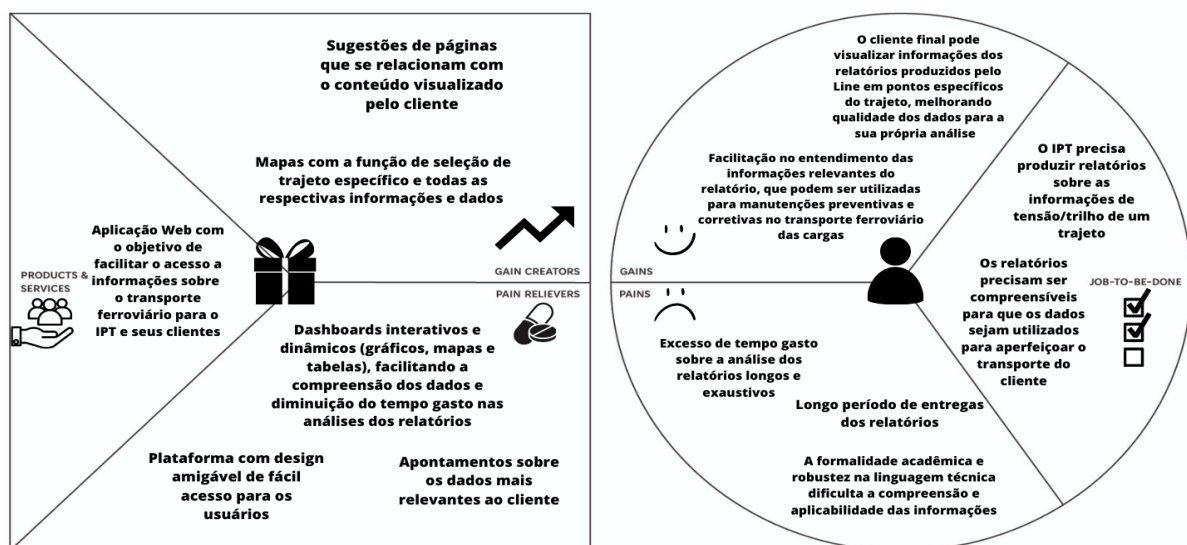 Sugestões de páginas
que se relacionam com
o conteúdo visualizado
pelo cliente
Mapas com a função de seleção de
trajeto específico e todas as
respectivas informações e dados
GAIN CREATORS
Aplicação Web com
o objetivo de
facilitar o acesso a
informações sobre
o transporte
ferroviário para o
IPT e seus clientes
PRODUCTS &
SERVICES
PAIN RELIEVERS
Dashboards interativos e
dinâmicos (gráficos, mapas e
tabelas), facilitando a
compreensão dos dados e
diminuição do tempo gasto nas
análises dos relatórios
Plataforma com design
amigável de fácil
acesso para os
usuários
Apontamentos sobre
os dados mais
relevantes ao cliente
O cliente final pode
visualizar informações dos
relatórios produzidos pelo
Line em pontos específicos
do trajeto, melhorando
qualidade dos dados para a
sua própria análise
Facilitação no entendimento das
informações relevantes do
relatório, que podem ser utilizadas
para manutenções preventivas e
corretivas no transporte ferroviário
das cargas
GAINS
PAINS
Excesso de tempo gasto
sobre a análise dos
relatórios longos e
exaustivos
Longo período de entregas
dos relatórios
A formalidade acadêmica e
robustez na linguagem técnica
dificulta a compreensão e
aplicabilidade das informações
O IPT precisa
produzir relatórios
sobre as
informações de
tensão/trilho de um
trajeto
Os relatórios
precisam ser
compreensíveis
para que os dados
sejam utilizados
para aperfeiçoar o
transporte do
cliente
JOB-TO-BE-DONE